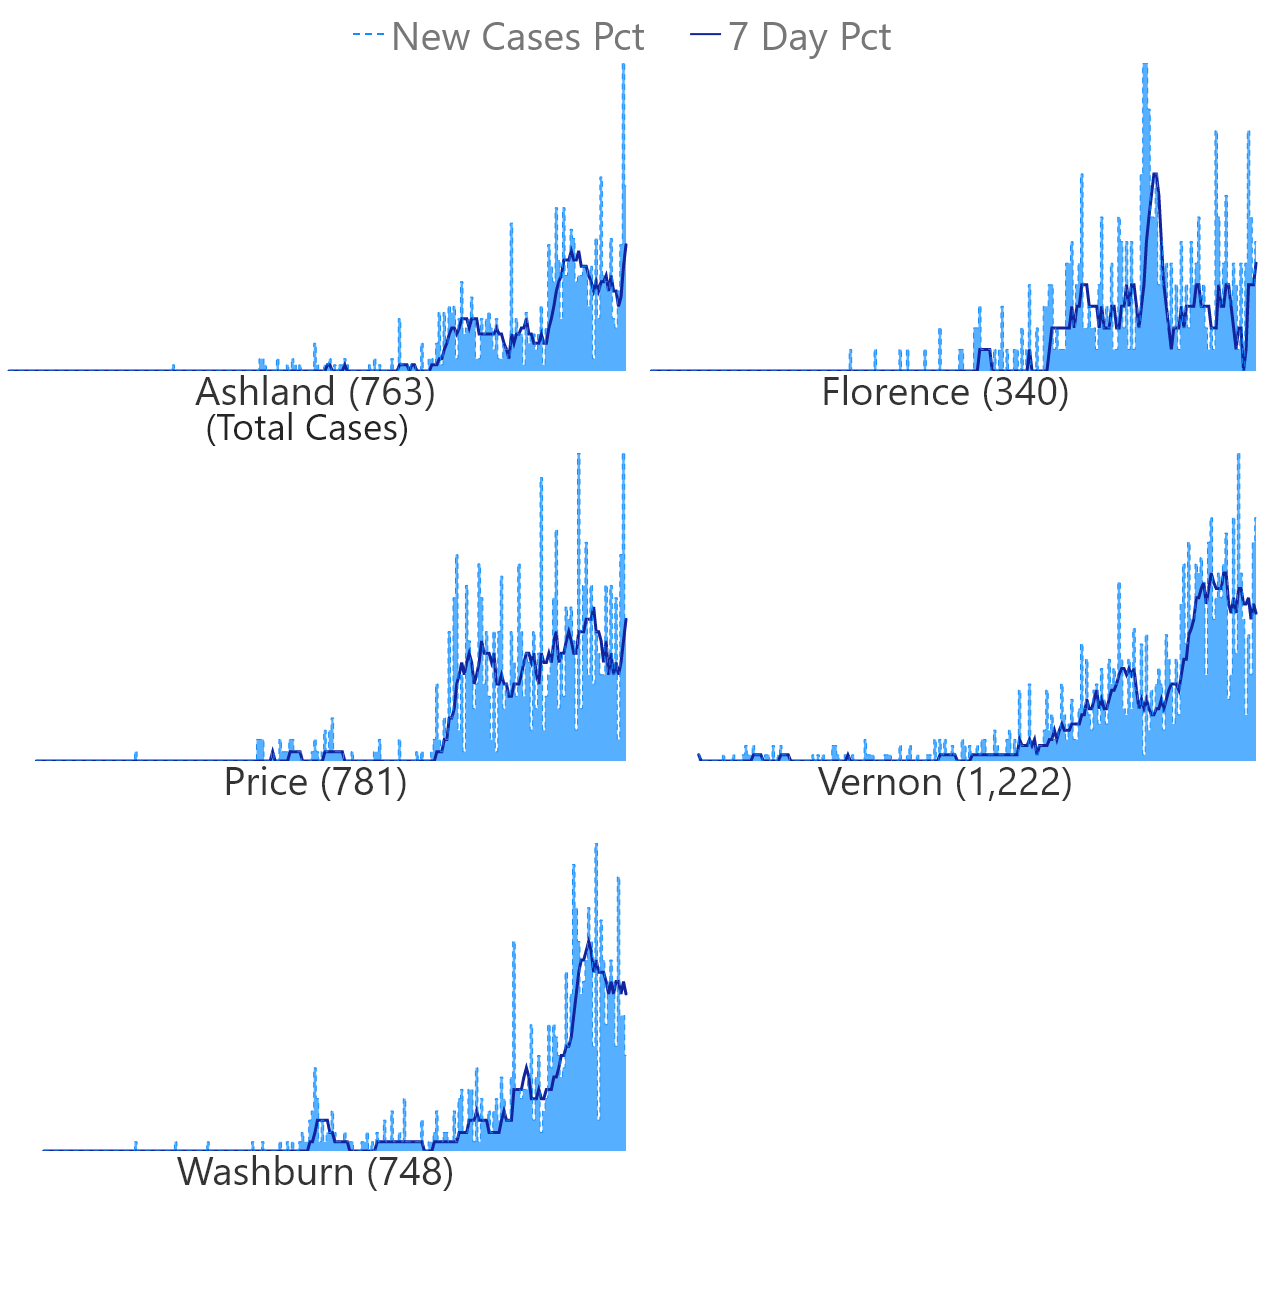 New Cases Pct 7 Day Pct
Ashland (763) Florence (340)
(Total Cases)
Price (781) Vernon (1,222)
Washburn (748)